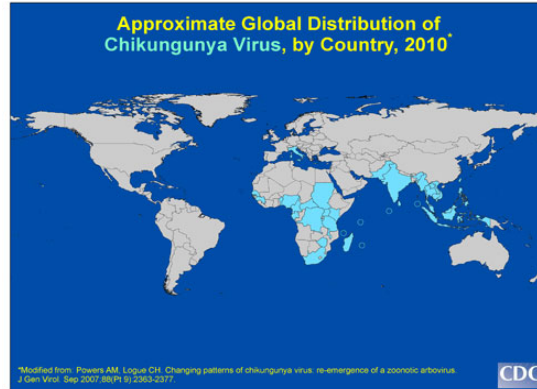 Approximate Global Distribution of
Chikungunya Virus, by Country, 2010*
*Modified from: Powers AM, Logue CH. Changing patterns of chikungunya virus: re-emergence of a zoonotic arbovirus.
J Gen Virol. Sep 2007;88(Pt 9):2363-2377.
CDC